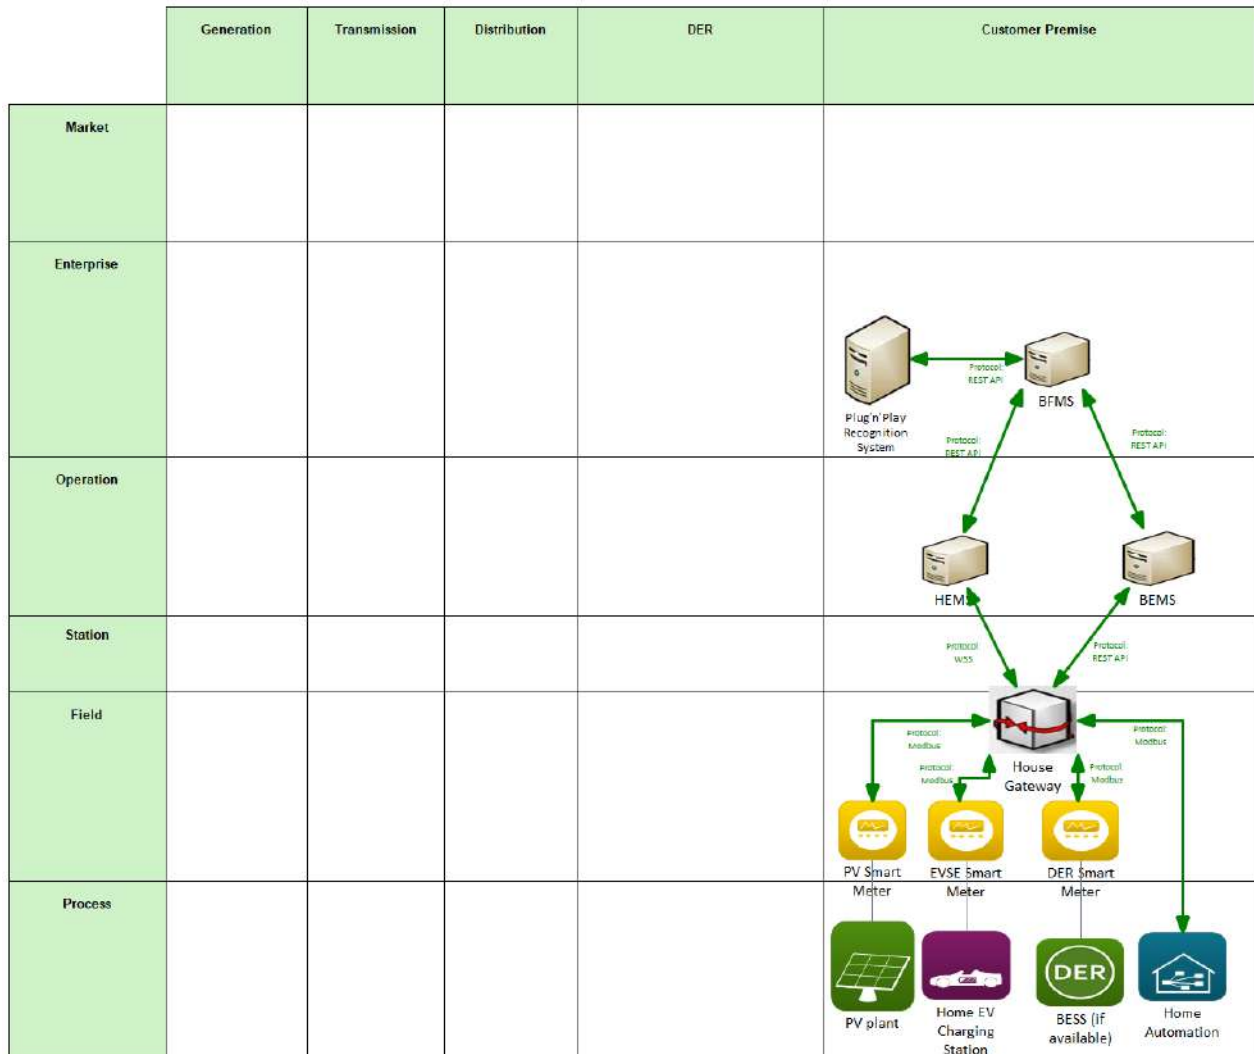 Generation
Transmission
Distribution
DER
Customer Premise
Market
Enterprise
Protocol:
REST API
BFMS
Plug'n'Play
Recognition
System
Protocol:
REST API
Protocol:
REST API
Operation
HEMS
BEMS
Station
Protocol
WSS
Protocol:
REST API
Field
Protocol:
Modbus
Protocol:
Modbus
Protocol:
Modbus
Protocol:
Modbus
House
Gateway
PV Smart
Meter
EVSE Smart
Meter
DER Smart
Meter
Process
DER
PV plant
Home EV
Charging
Station
BESS (if
available)
Home
Automation